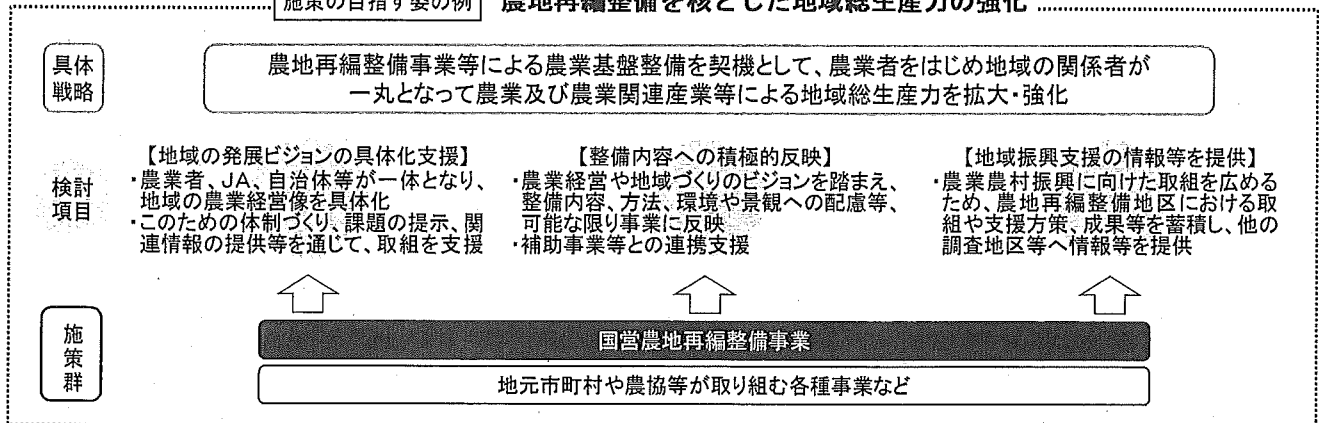 施策の目指す姿の例 農地再編整備を核とした地域総生産力の強化
具体
戦略
農地再編整備事業等による農業基盤整備を契機として、農業者をはじめ地域の関係者が
一丸となって農業及び農業関連産業等による地域総生産力を拡大・強化
検討
項目
【地域の発展ビジョンの具体化支援】
・農業者、JA、自治体等が一体となり、
地域の農業経営像を具体化
・このための体制づくり、課題の提示、関
連情報の提供等を通じて、取組を支援
【整備内容への積極的反映】
・農業経営や地域づくりのビジョンを踏まえ、
整備内容、方法、環境や景観への配慮等、
可能な限り事業に反映
・補助事業等との連携支援
【地域振興支援の情報等を提供】
・農業農村振興に向けた取組を広める
ため、農地再編整備地区における取
組や支援方策、成果等を蓄積し、他の
調査地区等へ情報等を提供
施
策
群
国営農地再編整備事業
地元市町村や農協等が取り組む各種事業など